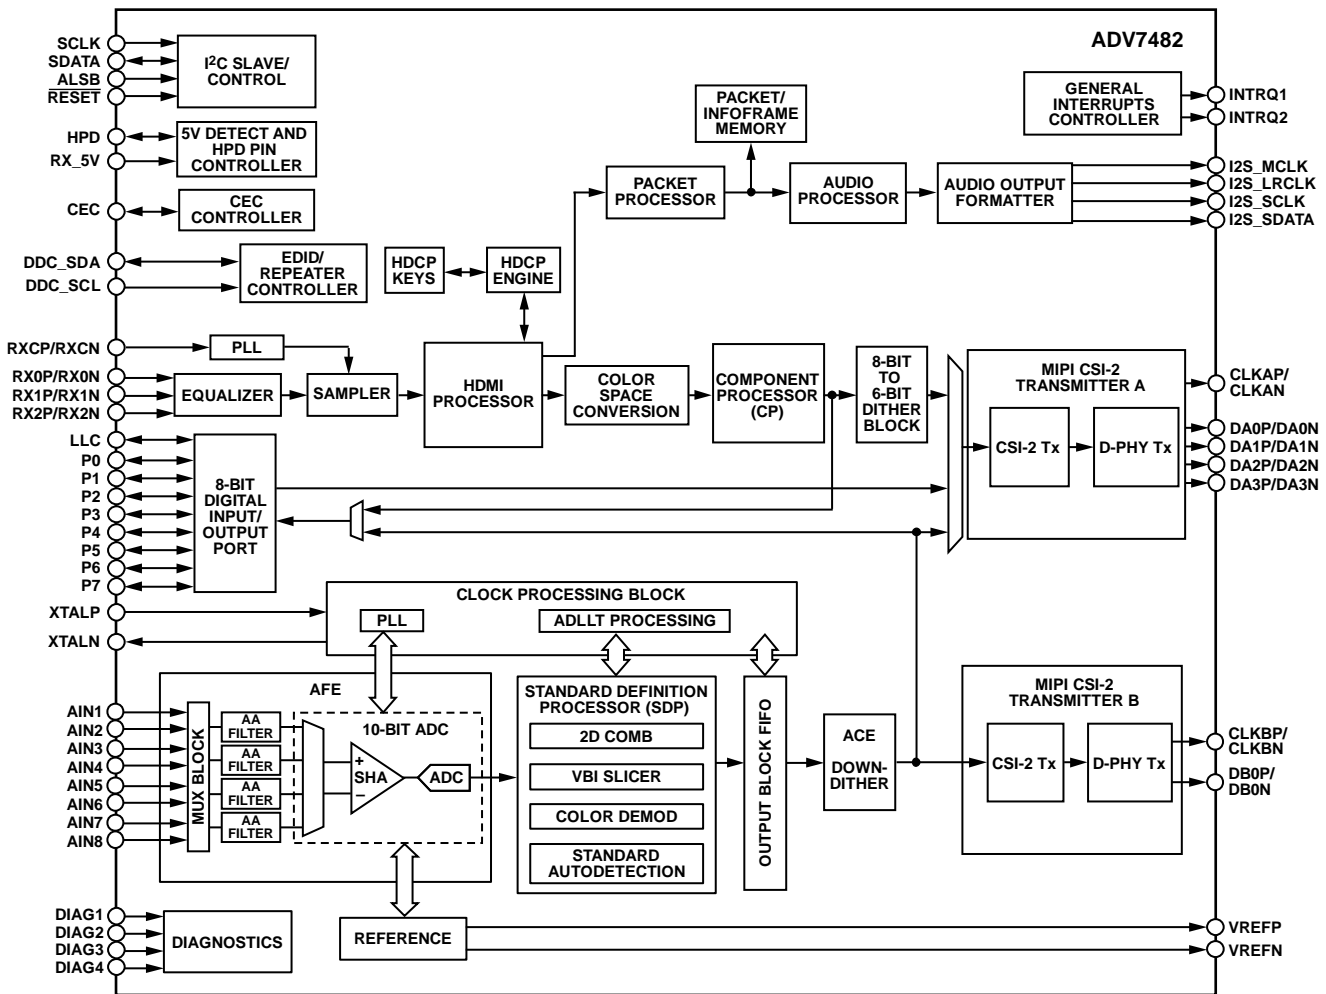 ADV7482
SCLK
SDATA
ALSB
RESET
I2C SLAVE/
CONTROL
HPD
RX_5V
5V DETECT AND
HPD PIN
CONTROLLER
CEC
CEC
CONTROLLER
DDC_SDA
DDC_SCL
EDID/
REPEATER
CONTROLLER
HDCP
KEYS
HDCP
ENGINE
PACKET/
INFOFRAME
MEMORY
PACKET
PROCESSOR
AUDIO
PROCESSOR
AUDIO OUTPUT
FORMATTER
GENERAL
INTERRUPTS
CONTROLLER
INTRQ1
INTRQ2
I2S_MCLK
I2S_LRCLK
I2S_SCLK
I2S_SDATA
RXCP/RXCN
PLL
RX0P/RX0N
RX1P/RX1N
RX2P/RX2N
EQUALIZER
SAMPLER
HDMI
PROCESSOR
COLOR
SPACE
CONVERSION
COMPONENT
PROCESSOR
(CP)
8-BIT
TO
6-BIT
DITHER
BLOCK
MIPI CSI-2
TRANSMITTER A
CSI-2 Tx
D-PHY Tx
CLKAP/
CLKAN
DA0P/DA0N
DA1P/DA1N
DA2P/DA2N
DA3P/DA3N
LLC
P0
P1
P2
P3
P4
P5
P6
P7
8-BIT
DIGITAL
INPUT/
OUTPUT
PORT
XTALP
XTALN
CLOCK PROCESSING BLOCK
PLL
ADLLT PROCESSING
AFE
AIN1
AIN2
AIN3
AIN4
AIN5
AIN6
AIN7
AIN8
MUX BLOCK
AA
FILTER
AA
FILTER
AA
FILTER
AA
FILTER
10-BIT ADC
+
SHA
–
ADC
STANDARD DEFINITION
PROCESSOR (SDP)
2D COMB
VBI SLICER
COLOR DEMOD
STANDARD
AUTODETECTION
OUTPUT BLOCK FIFO
ACE
DOWN-
DITHER
MIPI CSI-2
TRANSMITTER B
CSI-2 Tx
D-PHY Tx
CLKBP/
CLKBN
DB0P/
DB0N
DIAG1
DIAG2
DIAG3
DIAG4
DIAGNOSTICS
REFERENCE
VREFP
VREFN